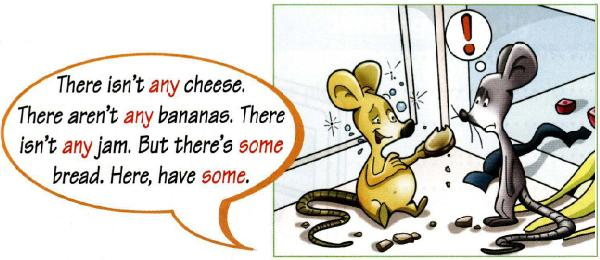 There isn't any cheese.
There aren't any bananas. There
isn't any jam. But there's some
bread. Here, have some.
!